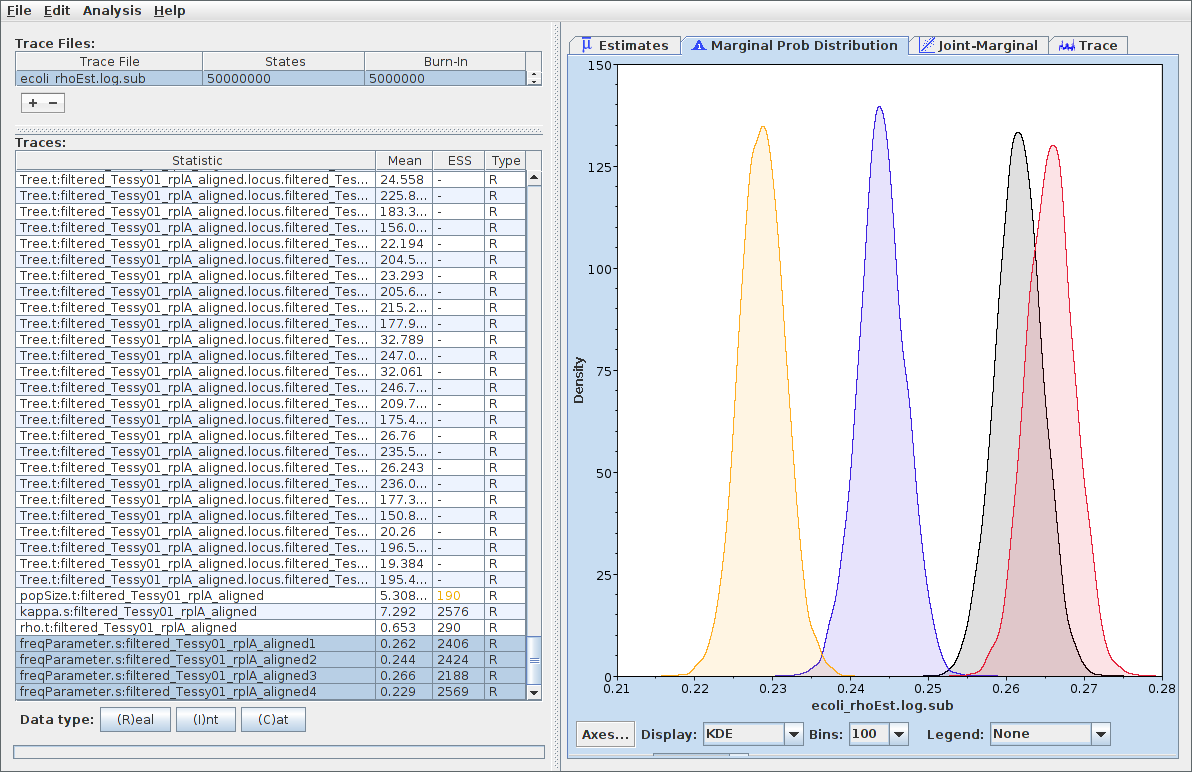 File Edit Analysis Help
Trace Files:
Trace File States Burn-In
ecoli_rhoEst.log.sub 50000000 5000000
+ −
Traces:
Statistic Mean ESS Type
Tree.t:filtered_Tessy01_rplA_aligned.locus.filtered_Tes... 24.558 - R
Tree.t:filtered_Tessy01_rplA_aligned.locus.filtered_Tes... 225.8... - R
Tree.t:filtered_Tessy01_rplA_aligned.locus.filtered_Tes... 183.3... - R
Tree.t:filtered_Tessy01_rplA_aligned.locus.filtered_Tes... 156.0... - R
Tree.t:filtered_Tessy01_rplA_aligned.locus.filtered_Tes... 22.194 - R
Tree.t:filtered_Tessy01_rplA_aligned.locus.filtered_Tes... 204.5... - R
Tree.t:filtered_Tessy01_rplA_aligned.locus.filtered_Tes... 23.293 - R
Tree.t:filtered_Tessy01_rplA_aligned.locus.filtered_Tes... 205.6... - R
Tree.t:filtered_Tessy01_rplA_aligned.locus.filtered_Tes... 215.2... - R
Tree.t:filtered_Tessy01_rplA_aligned.locus.filtered_Tes... 177.9... - R
Tree.t:filtered_Tessy01_rplA_aligned.locus.filtered_Tes... 32.789 - R
Tree.t:filtered_Tessy01_rplA_aligned.locus.filtered_Tes... 247.0... - R
Tree.t:filtered_Tessy01_rplA_aligned.locus.filtered_Tes... 32.061 - R
Tree.t:filtered_Tessy01_rplA_aligned.locus.filtered_Tes... 246.7... - R
Tree.t:filtered_Tessy01_rplA_aligned.locus.filtered_Tes... 209.7... - R
Tree.t:filtered_Tessy01_rplA_aligned.locus.filtered_Tes... 175.4... - R
Tree.t:filtered_Tessy01_rplA_aligned.locus.filtered_Tes... 26.76 - R
Tree.t:filtered_Tessy01_rplA_aligned.locus.filtered_Tes... 235.5... - R
Tree.t:filtered_Tessy01_rplA_aligned.locus.filtered_Tes... 26.243 - R
Tree.t:filtered_Tessy01_rplA_aligned.locus.filtered_Tes... 236.0... - R
Tree.t:filtered_Tessy01_rplA_aligned.locus.filtered_Tes... 177.3... - R
Tree.t:filtered_Tessy01_rplA_aligned.locus.filtered_Tes... 150.8... - R
Tree.t:filtered_Tessy01_rplA_aligned.locus.filtered_Tes... 20.26 - R
Tree.t:filtered_Tessy01_rplA_aligned.locus.filtered_Tes... 196.5... - R
Tree.t:filtered_Tessy01_rplA_aligned.locus.filtered_Tes... 19.384 - R
Tree.t:filtered_Tessy01_rplA_aligned.locus.filtered_Tes... 195.4... - R
popSize.t:filtered_Tessy01_rplA_aligned 5.308... 190 R
kappa.s:filtered_Tessy01_rplA_aligned 7.292 2576 R
rho.t:filtered_Tessy01_rplA_aligned 0.653 290 R
freqParameter.s:filtered_Tessy01_rplA_aligned1 0.262 2406 R
freqParameter.s:filtered_Tessy01_rplA_aligned2 0.244 2424 R
freqParameter.s:filtered_Tessy01_rplA_aligned3 0.266 2188 R
freqParameter.s:filtered_Tessy01_rplA_aligned4 0.229 2569 R
Data type: (R)eal (I)nt (C)at
Estimates Marginal Prob Distribution Joint-Marginal Trace
150
125
100
75
50
25
0
Density
0.21 0.22 0.23 0.24 0.25 0.26 0.27 0.28
ecoli_rhoEst.log.sub
Axes... Display: KDE Bins: 100 Legend: None